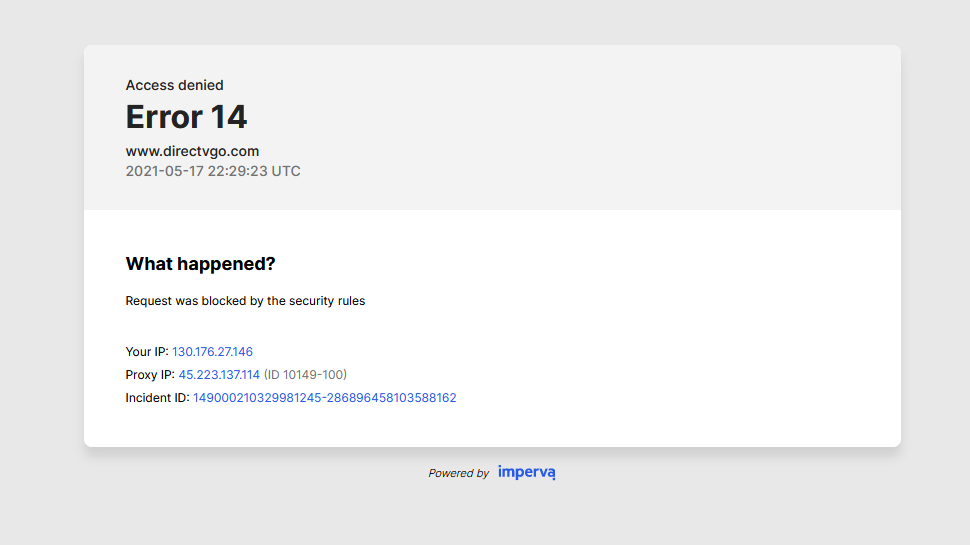 Access denied
Error 14
www.directvgo.com
2021-05-17 22:29:23 UTC
What happened?
Request was blocked by the security rules
Your IP: 130.176.27.146
Proxy IP: 45.223.137.114 (ID 10149-100)
Incident ID: 149000210329981245-286896458103588162
Powered by imperva